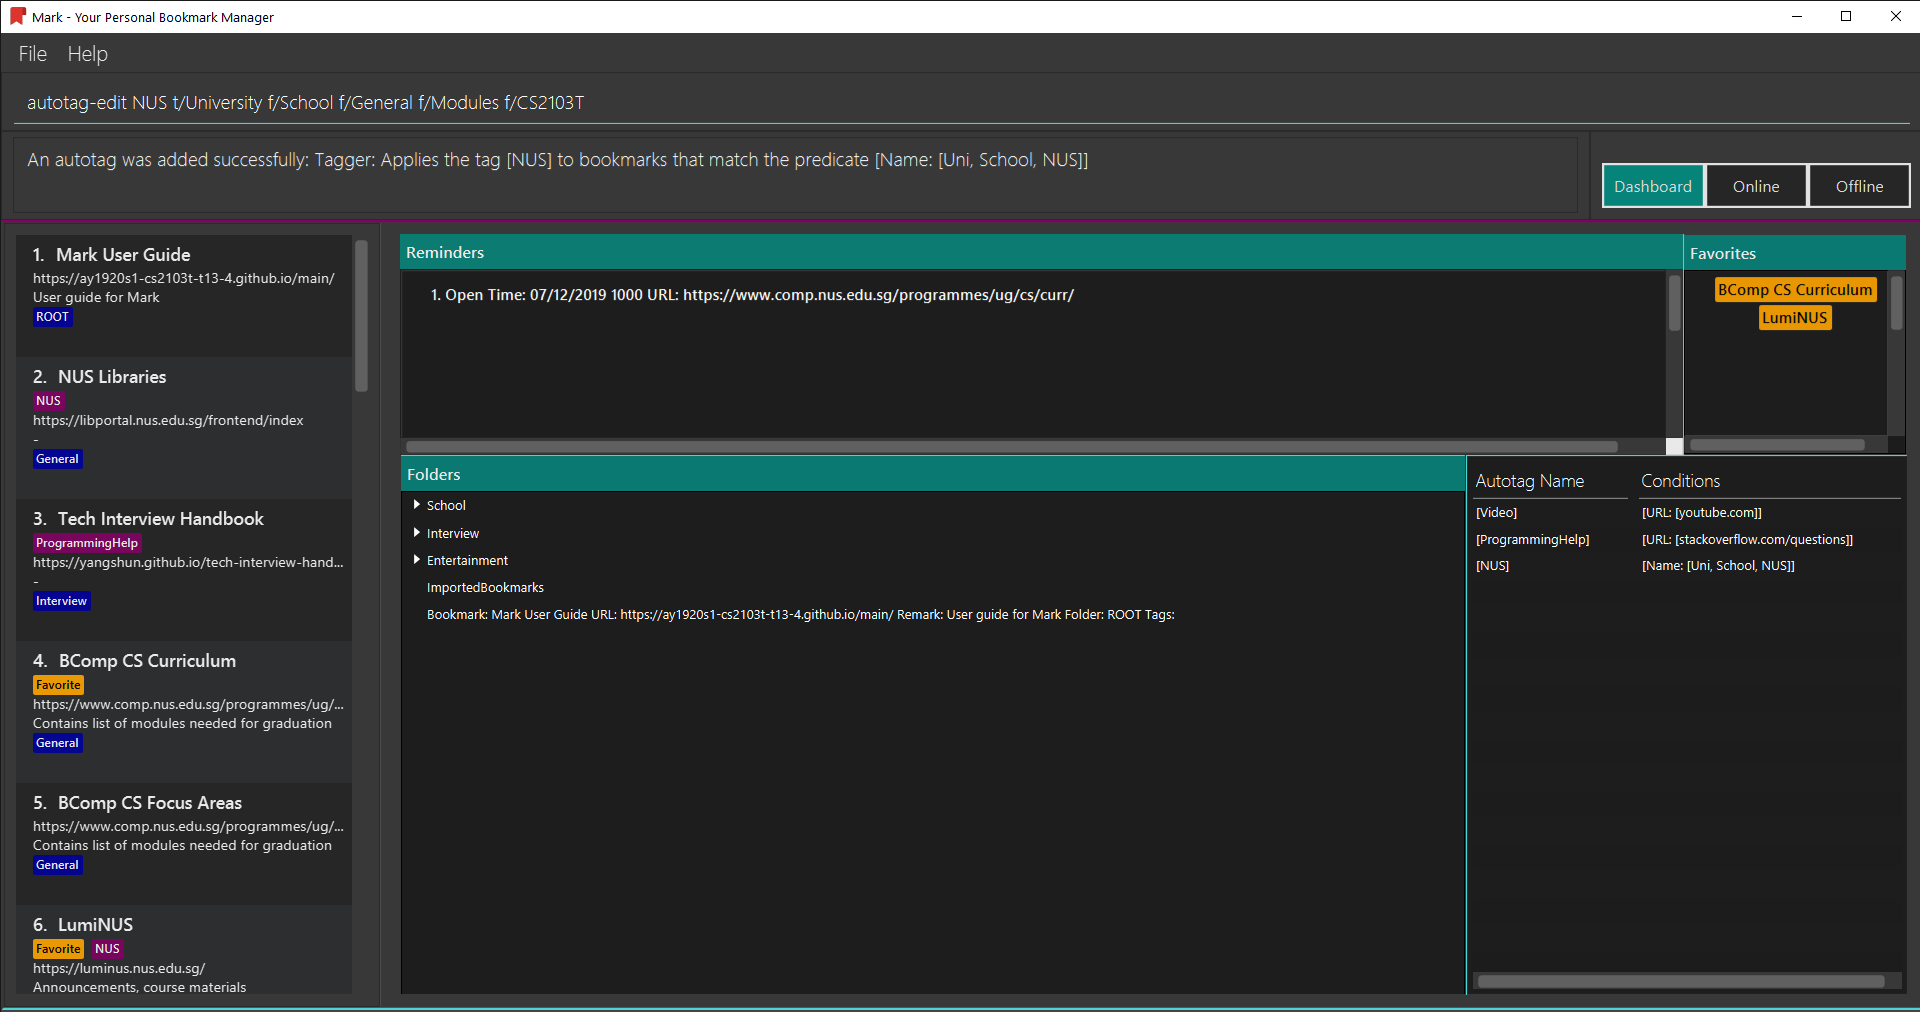 Mark - Your Personal Bookmark Manager
File Help
autotag-edit NUS t/University f/School f/General f/Modules f/CS2103T
An autotag was added successfully: Tagger: Applies the tag [NUS] to bookmarks that match the predicate [Name: [Uni, School, NUS]]
Dashboard Online Offline
1. Mark User Guide
https://ay1920s1-cs2103t-t13-4.github.io/main/
User guide for Mark
ROOT
2. NUS Libraries
NUS
https://libportal.nus.edu.sg/frontend/index
-
General
3. Tech Interview Handbook
ProgrammingHelp
https://yangshun.github.io/tech-interview-hand...
-
Interview
4. BComp CS Curriculum
Favorite
https://www.comp.nus.edu.sg/programmes/ug/...
Contains list of modules needed for graduation
General
5. BComp CS Focus Areas
https://www.comp.nus.edu.sg/programmes/ug/...
Contains list of modules needed for graduation
General
6. LumiNUS
Favorite NUS
https://luminus.nus.edu.sg/
Announcements, course materials
Reminders
1. Open Time: 07/12/2019 1000 URL: https://www.comp.nus.edu.sg/programmes/ug/cs/curr/
Favorites
BComp CS Curriculum
LumiNUS
Folders
School
Interview
Entertainment
ImportedBookmarks
Bookmark: Mark User Guide URL: https://ay1920s1-cs2103t-t13-4.github.io/main/ Remark: User guide for Mark Folder: ROOT Tags:
Autotag Name Conditions
[Video] [URL: [youtube.com]]
[ProgrammingHelp] [URL: [stackoverflow.com/questions]]
[NUS] [Name: [Uni, School, NUS]]